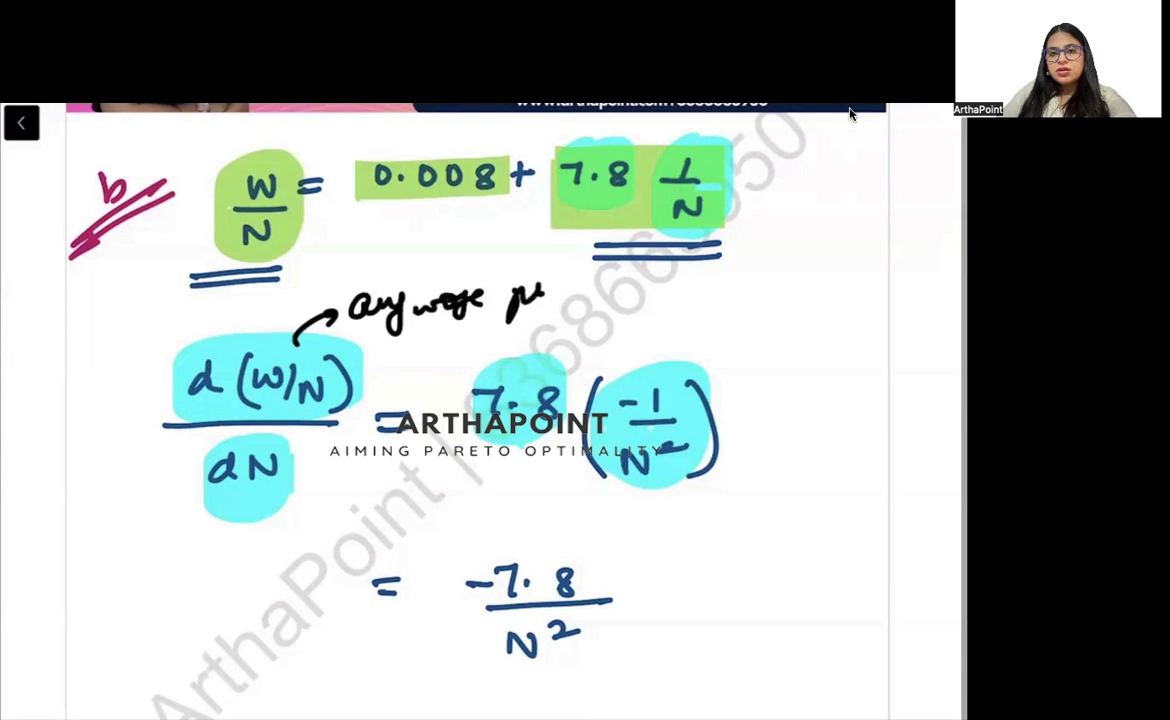 ArthaPoint
b
W/N = 0.008 + 7.8 1/N
Avg wage
d(W/N)/dN = 7.8 (-1/N²)
ARTHAPOINT
AIMING PARETO OPTIMALITY
= -7.8/N²
ArthaPoint |